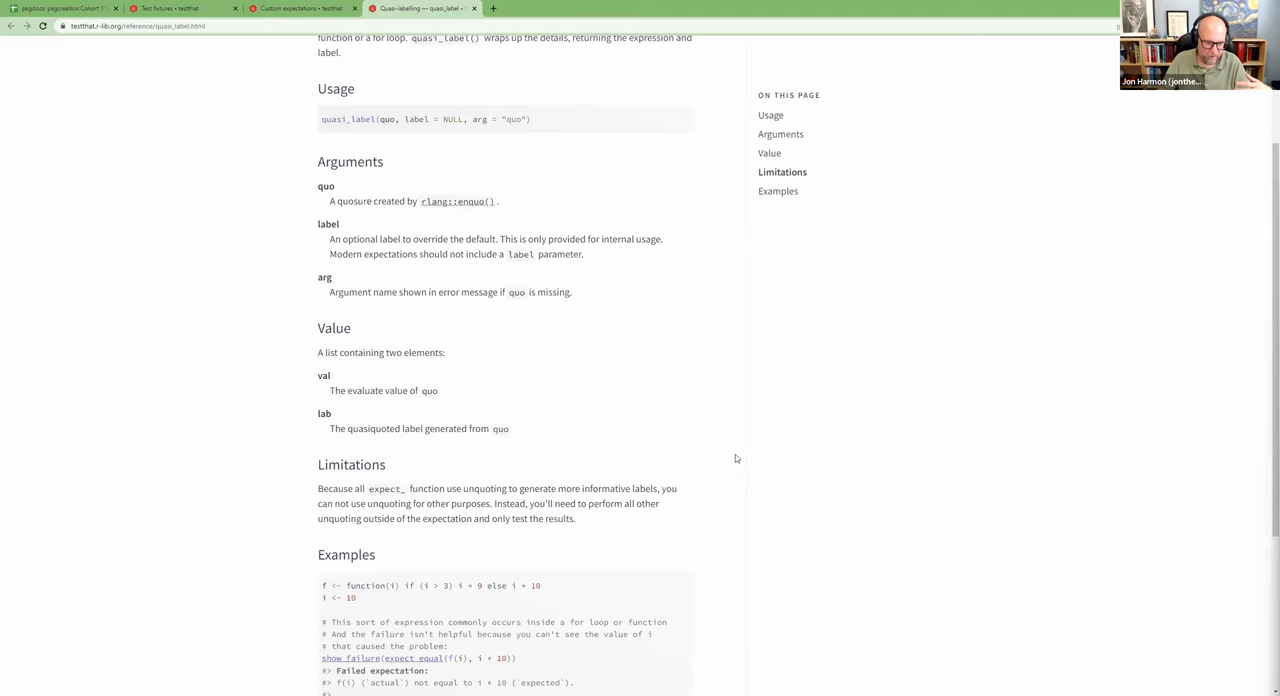 pkgdocs: pkgcreation Cohort 1 S
Test fixtures • testthat
Custom expectations • testthat
Quasi-labelling — quasi_label •
testthat.r-lib.org/reference/quasi_label.html
function or a for loop. quasi_label() wraps up the details, returning the expression and
label.
Usage
quasi_label(quo, label = NULL, arg = "quo")
Arguments
quo
A quosure created by rlang::enquo() .
label
An optional label to override the default. This is only provided for internal usage.
Modern expectations should not include a label parameter.
arg
Argument name shown in error message if quo is missing.
Value
A list containing two elements:
val
The evaluate value of quo
lab
The quasiquoted label generated from quo
Limitations
Because all expect_ function use unquoting to generate more informative labels, you
can not use unquoting for other purposes. Instead, you'll need to perform all other
unquoting outside of the expectation and only test the results.
Examples
f <- function(i) if (i > 3) i * 9 else i * 10
i <- 10
# This sort of expression commonly occurs inside a for loop or function
# And the failure isn't helpful because you can't see the value of i
# that caused the problem:
show_failure(expect_equal(f(i), i * 10))
#> Failed expectation:
#> f(i) (`actual`) not equal to i * 10 (`expected`).
#>
ON THIS PAGE
Usage
Arguments
Value
Limitations
Examples
Jon Harmon (jonthe...